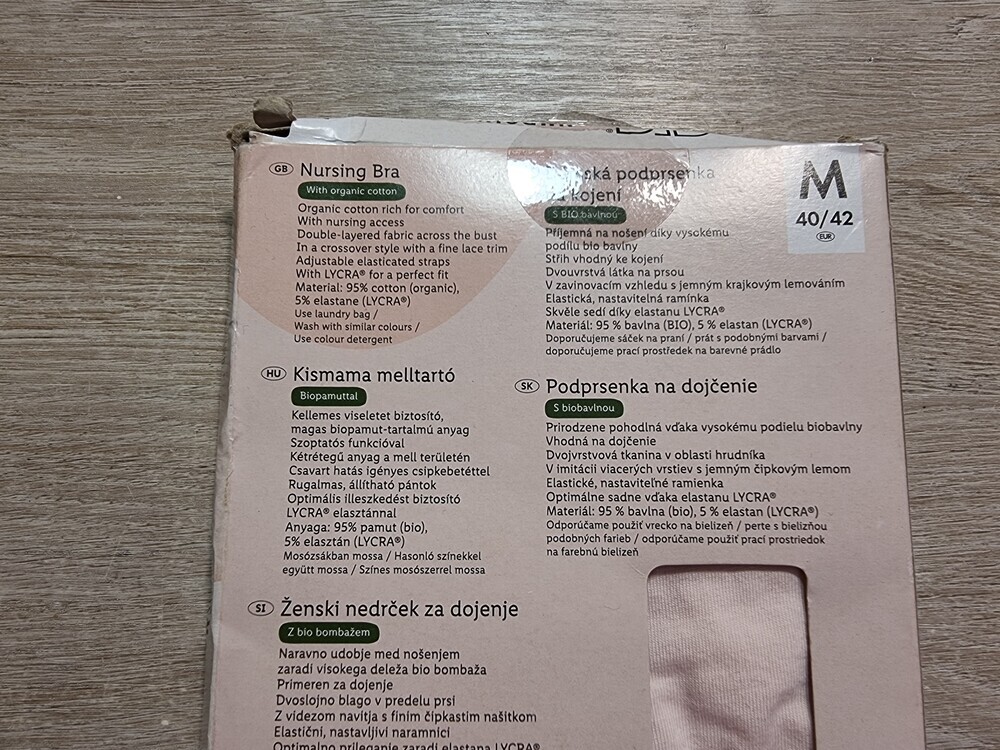 GB Nursing Bra
With organic cotton
Organic cotton rich for comfort
With nursing access
Double-layered fabric across the bust
In a crossover style with a fine lace trim
Adjustable elasticated straps
With LYCRA® for a perfect fit
Material: 95% cotton (organic),
5% elastane (LYCRA®)
Use laundry bag /
Wash with similar colours /
Use colour detergent
podprsenka
kojení
S BIO bavlnou
Příjemná na nošení díky vysokému
podílu bio bavlny
Střih vhodný ke kojení
Dvouvrstvá látka na prsou
V zavinovacím vzhledu s jemným krajkovým lemováním
Elastická, nastavitelná ramínka
Skvěle sedí díky elastanu LYCRA®
Materiál: 95 % bavlna (BIO), 5 % elastan (LYCRA®)
Doporučujeme sáček na praní / prát s podobnými barvami /
doporučujeme prací prostředek na barevné prádlo
M
40/42
EUR
HU Kismama melltartó
Biopamuttal
Kellemes viseletet biztosító,
magas biopamut-tartalmú anyag
Szoptatós funkcióval
Kétrétegű anyag a mell területén
Csavart hatás igényes csipkebetéttel
Rugalmas, állítható pántok
Optimális illeszkedést biztosító
LYCRA® elasztánnal
Anyaga: 95% pamut (bio),
5% elasztán (LYCRA®)
Mosózsákban mossa / Hasonló színekkel
együtt mossa / Színes mosószerrel mossa
SK Podprsenka na dojčenie
S biobavlnou
Prirodzene pohodlná vďaka vysokému podielu biobavlny
Vhodná na dojčenie
Dvojvrstvová tkanina v oblasti hrudníka
V imitácii viacerých vrstiev s jemným čipkovým lemom
Elastické, nastaviteľné ramienka
Optimálne sadne vďaka elastanu LYCRA®
Materiál: 95 % bavlna (bio), 5 % elastan (LYCRA®)
Odporúčame použiť vrecko na bielizeň / perte s bielizňou
podobných farieb / odporúčame použiť prací prostriedok
na farebnú bielizeň
SI Ženski nedrček za dojenje
Z bio bombažem
Naravno udobje med nošenjem
zaradi visokega deleža bio bombaža
Primeren za dojenje
Dvoslojno blago v predelu prsi
Z videzom navitja s finim čipkastim našitkom
Elastični, nastavljivi naramnici
Optimalno prileganje zaradi elastana LYCRA®